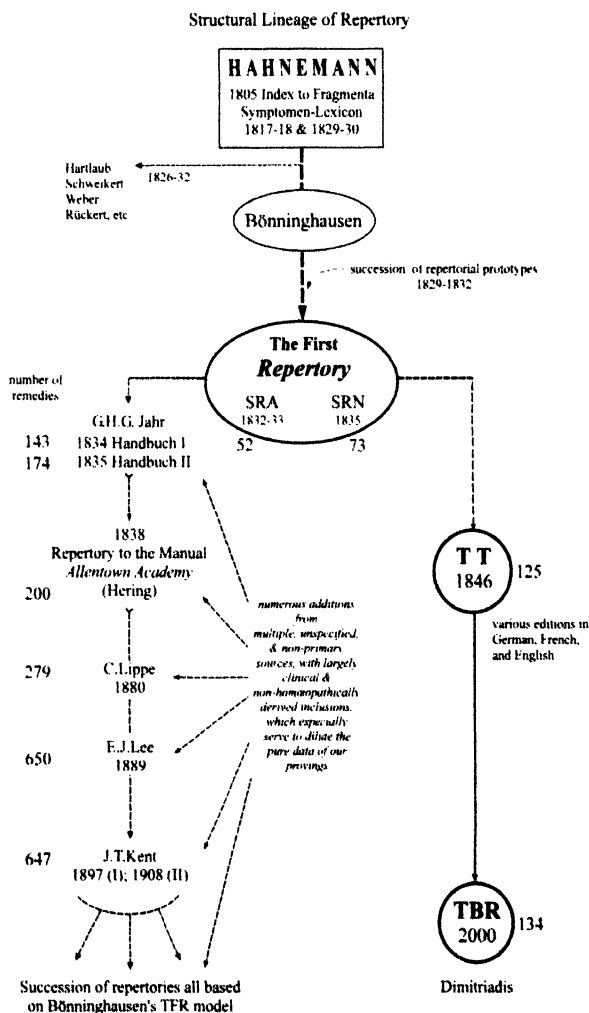 Structural Lineage of Repertory
HAHNEMANN
1805 Index to Fragmenta
Symptomen-Lexicon
1817-18 & 1829-30
Hartlaub
Schweikert
Weber
Rückert, etc
1826-32
Bönninghausen
succession of repertorial prototypes
1829-1832
The First
Repertory
SRA
1832-33
52
SRN
1835
73
number of
remedies
G.H.G. Jahr
143 1834 Handbuch I
174 1835 Handbuch II
1838
Repertory to the Manual
Allentown Academy
(Hering)
200
279
C.Lippe
1880
650
E.J.Lee
1889
647
J.T.Kent
1897 (I); 1908 (II)
Succession of repertories all based
on Bönninghausen's TFR model
numerous additions
from
multiple, unspecified,
& non-primary
sources, with largely
clinical &
non-homœopathically
derived inclusions,
which especially
serve to dilute the
pure data of our
provings
T T
1846
125
various editions in
German, French,
and English
TBR
2000
134
Dimitriadis